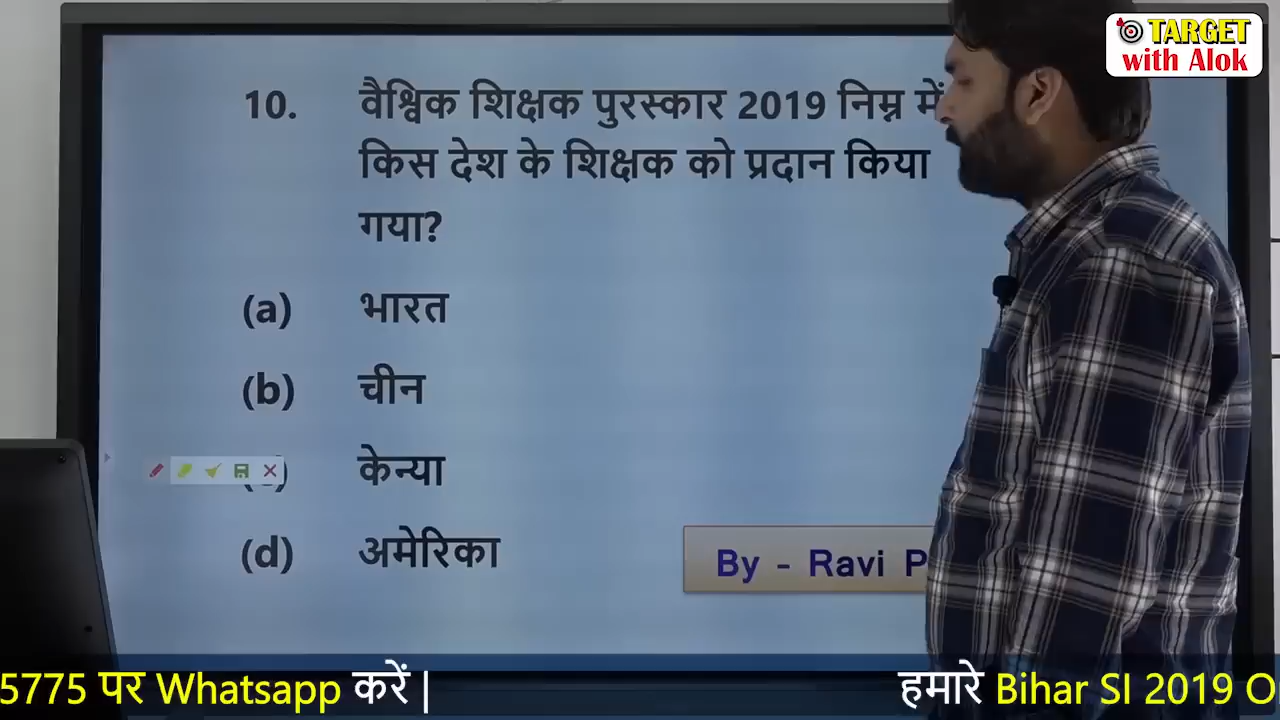 TARGET
with Alok
10. वैश्विक शिक्षक पुरस्कार 2019 निम्न में
किस देश के शिक्षक को प्रदान किया
गया?
(a) भारत
(b) चीन
केन्या
(d) अमेरिका
By - Ravi P
5775 पर Whatsapp करें | हमारे Bihar SI 2019 O